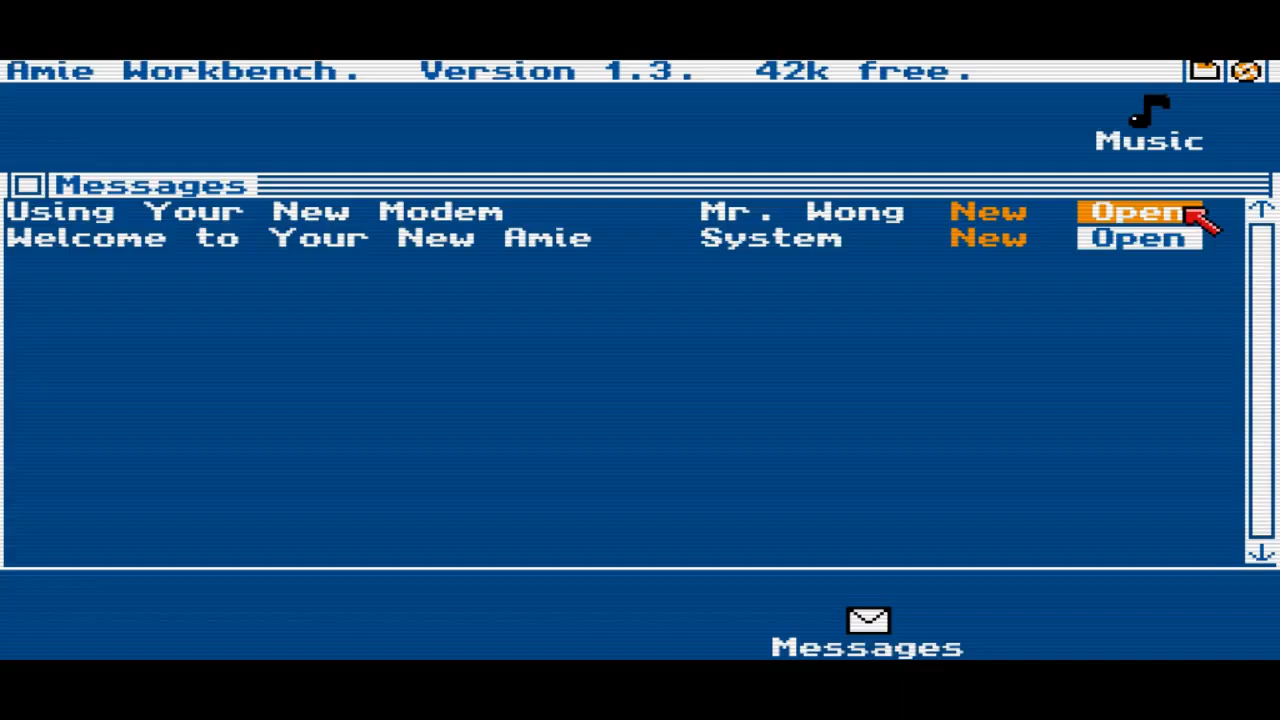 Amie Workbench. Version 1.3. 42k free.
Music
Messages
Using Your New Modem Mr. Wong New Open
Welcome to Your New Amie System New Open
Messages